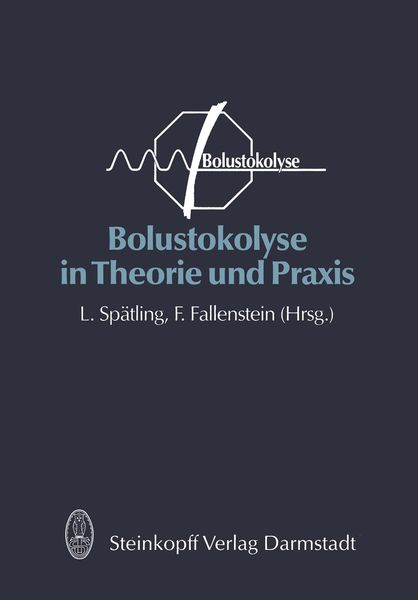 Bolustokolyse
Bolustokolyse
in Theorie und Praxis
L. Spätling, F. Fallenstein (Hrsg.)
Steinkopff Verlag Darmstadt